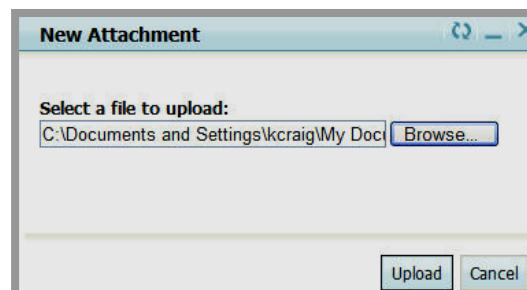 New Attachment
Select a file to upload:
C:\Documents and Settings\kcraig\My Doc Browse...
Upload Cancel